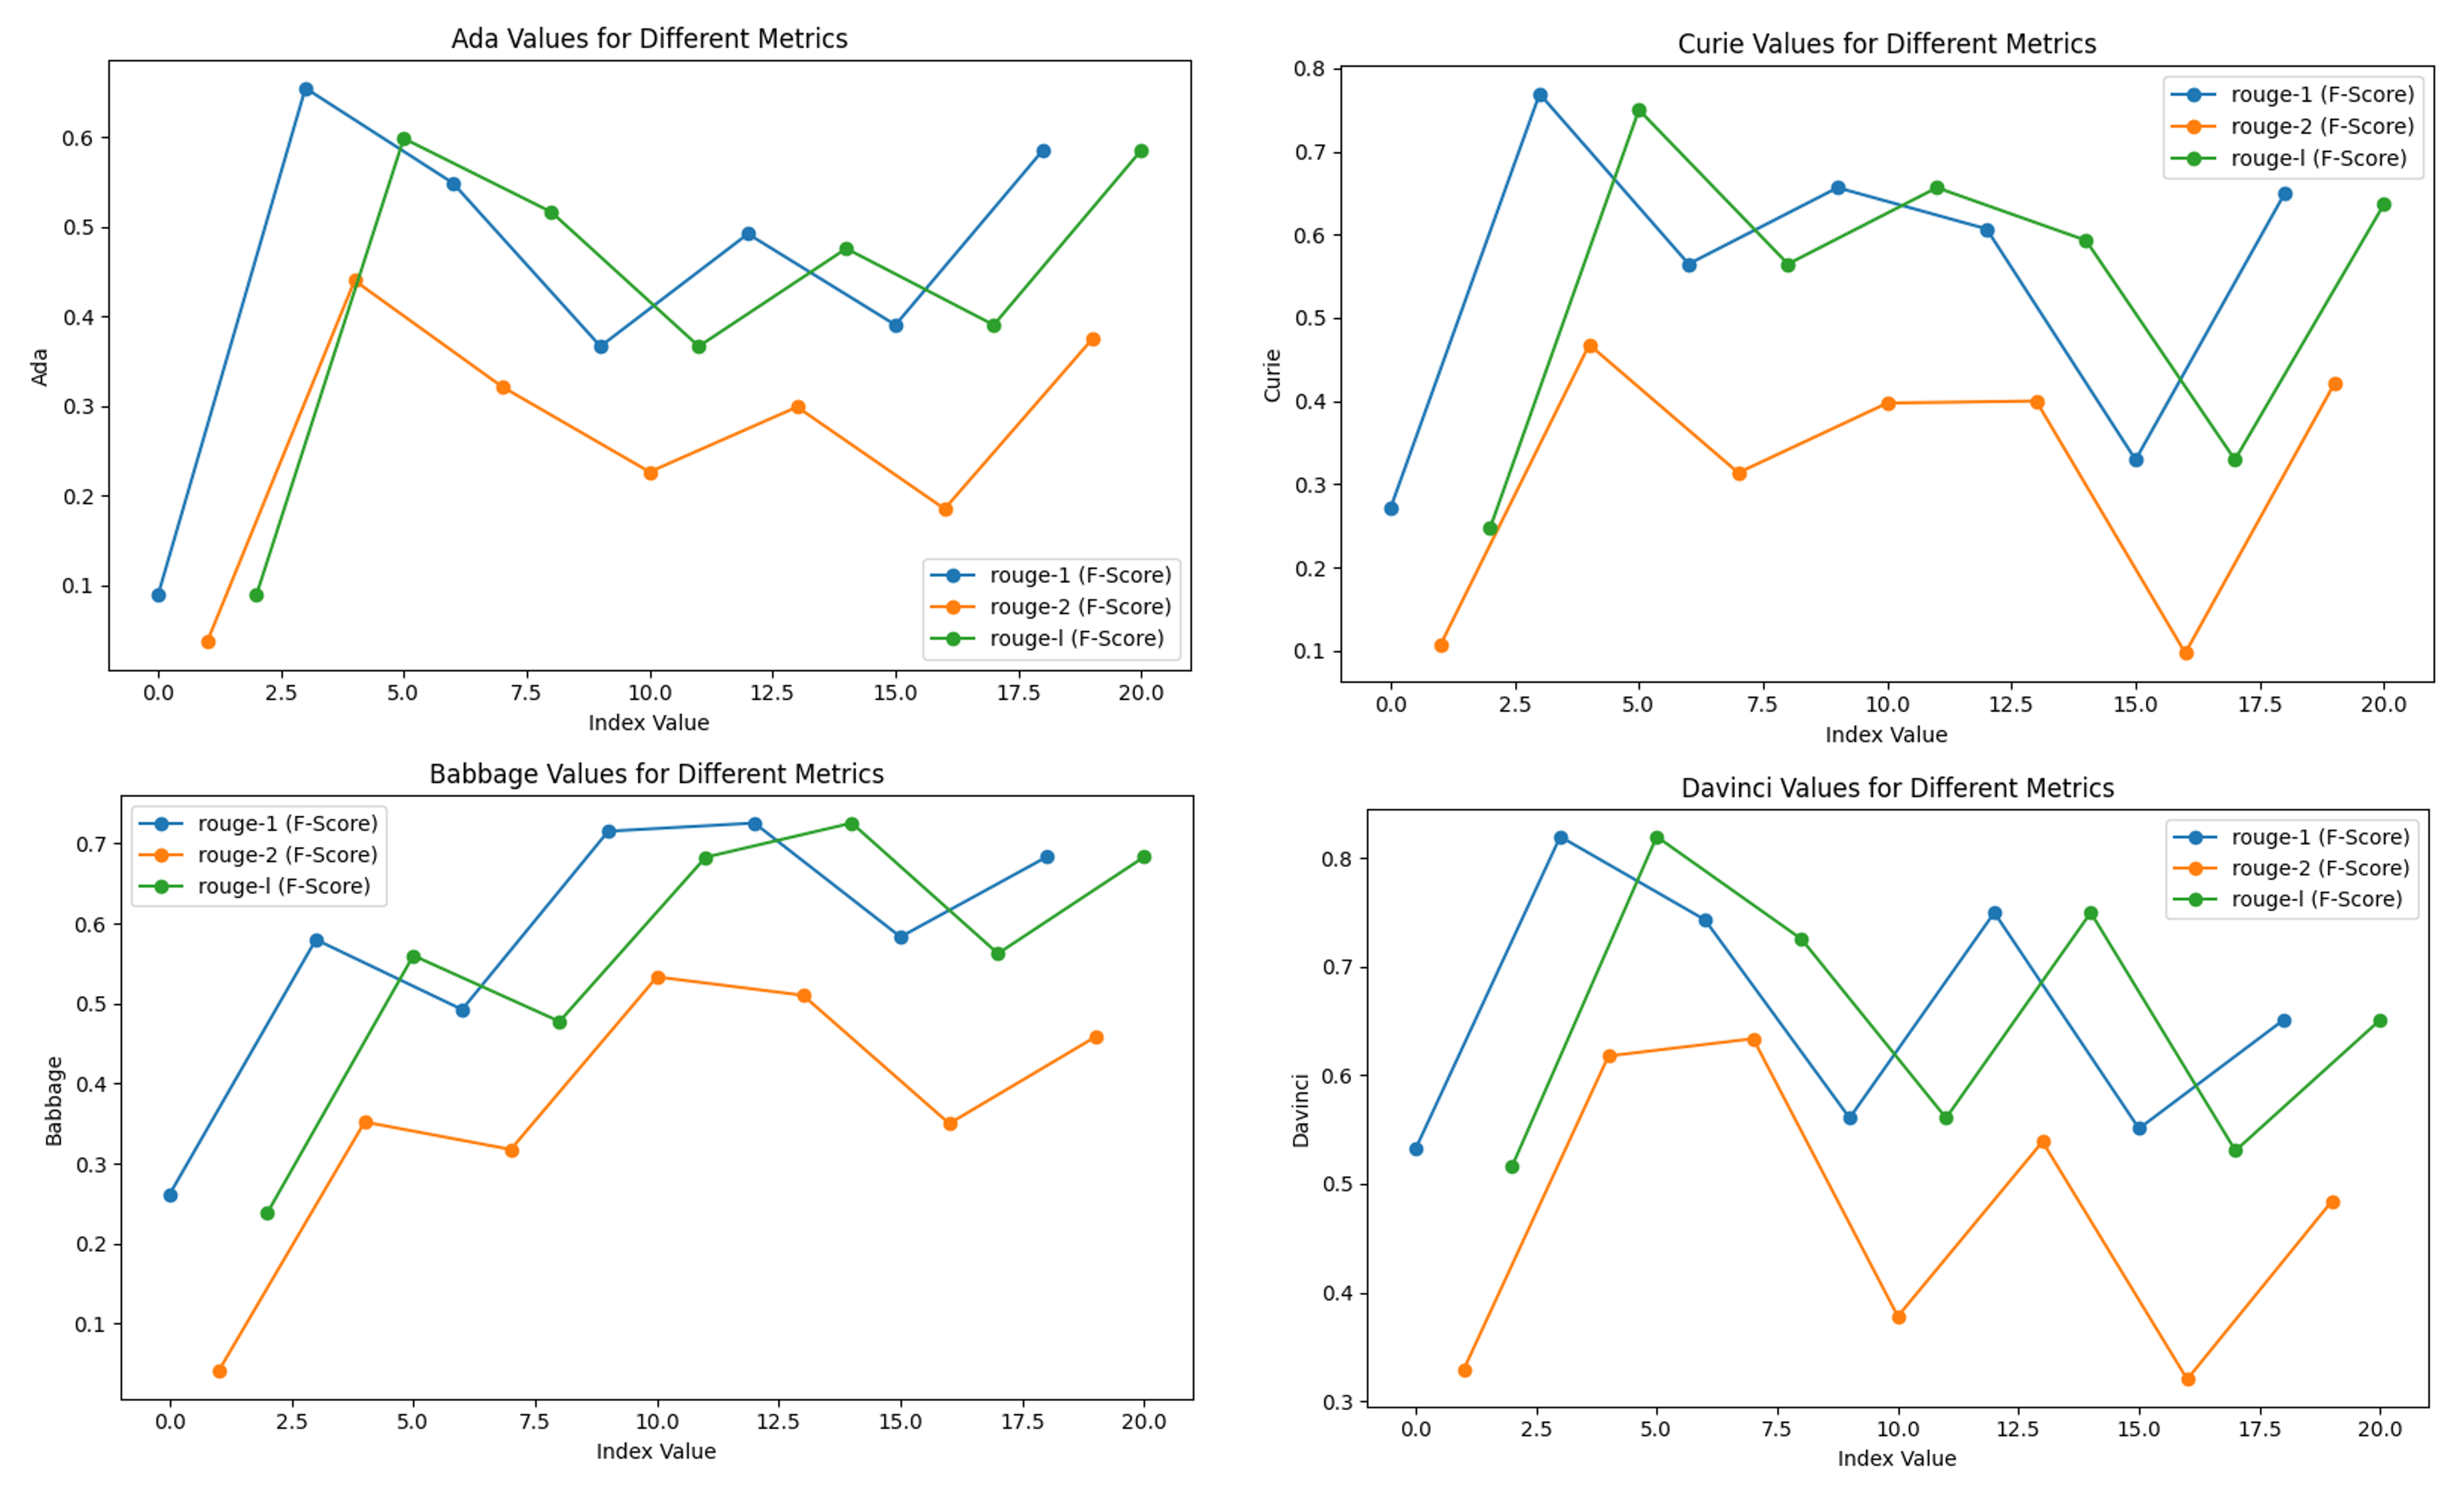 Ada Values for Different Metrics
Ada
0.6
0.5
0.4
0.3
0.2
0.1
rouge-1 (F-Score)
rouge-2 (F-Score)
rouge-l (F-Score)
0.0 2.5 5.0 7.5 10.0 12.5 15.0 17.5 20.0
Index Value
Curie Values for Different Metrics
Curie
0.8
0.7
0.6
0.5
0.4
0.3
0.2
0.1
rouge-1 (F-Score)
rouge-2 (F-Score)
rouge-l (F-Score)
0.0 2.5 5.0 7.5 10.0 12.5 15.0 17.5 20.0
Index Value
Babbage Values for Different Metrics
Babbage
rouge-1 (F-Score)
rouge-2 (F-Score)
rouge-l (F-Score)
0.7
0.6
0.5
0.4
0.3
0.2
0.1
0.0 2.5 5.0 7.5 10.0 12.5 15.0 17.5 20.0
Index Value
Davinci Values for Different Metrics
Davinci
rouge-1 (F-Score)
rouge-2 (F-Score)
rouge-l (F-Score)
0.8
0.7
0.6
0.5
0.4
0.3
0.0 2.5 5.0 7.5 10.0 12.5 15.0 17.5 20.0
Index Value